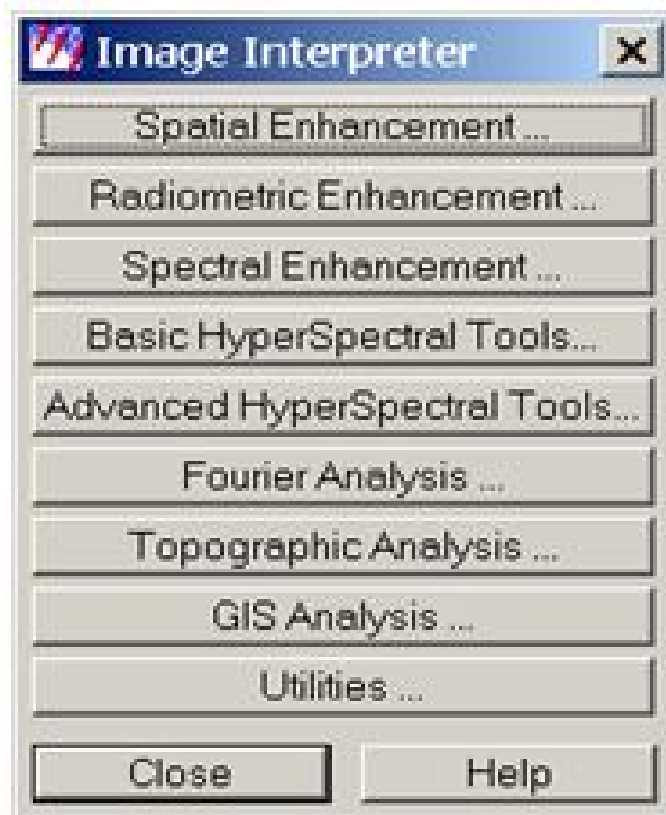 Image Interpreter
Spatial Enhancement ...
Radiometric Enhancement ...
Spectral Enhancement ...
Basic HyperSpectral Tools...
Advanced HyperSpectral Tools...
Fourier Analysis ...
Topographic Analysis ...
GIS Analysis ...
Utilities ...
Close Help